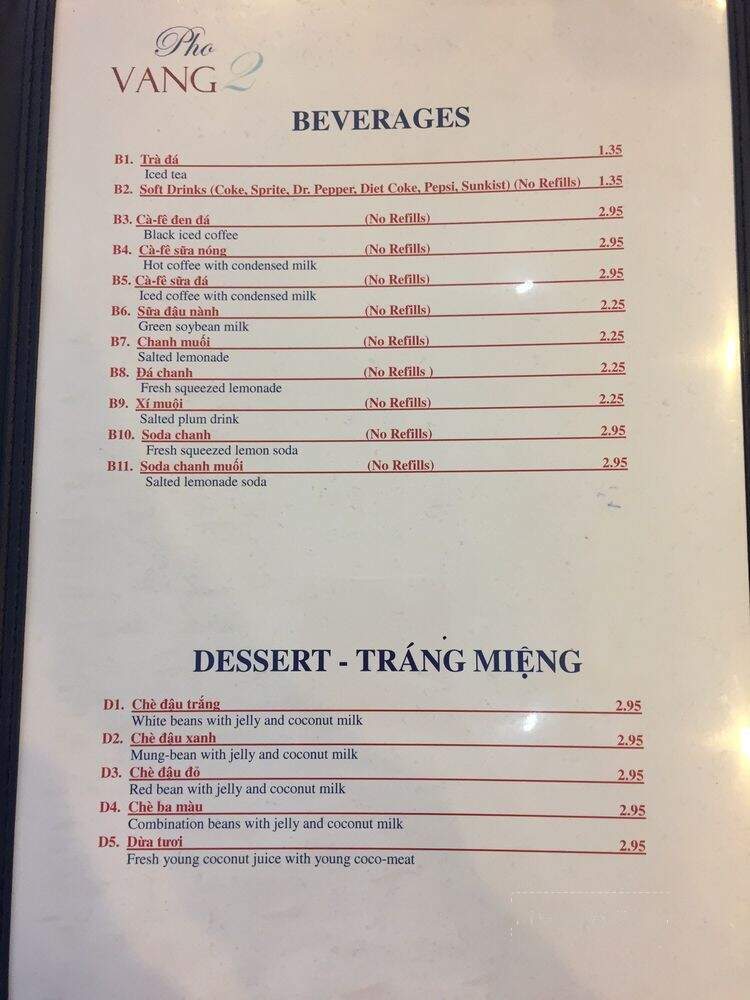 Pho
VANG 2
BEVERAGES
B1. Trà đá 1.35
Iced tea
B2. Soft Drinks (Coke, Sprite, Dr. Pepper, Diet Coke, Pepsi, Sunkist) (No Refills) 1.35
B3. Cà-fê đen đá (No Refills) 2.95
Black iced coffee
B4. Cà-fê sữa nóng (No Refills) 2.95
Hot coffee with condensed milk
B5. Cà-fê sữa đá (No Refills) 2.95
Iced coffee with condensed milk
B6. Sữa đậu nành (No Refills) 2.25
Green soybean milk
B7. Chanh muối (No Refills) 2.25
Salted lemonade
B8. Đá chanh (No Refills ) 2.25
Fresh squeezed lemonade
B9. Xí muội (No Refills) 2.25
Salted plum drink
B10. Soda chanh (No Refills) 2.95
Fresh squeezed lemon soda
B11. Soda chanh muối (No Refills) 2.95
Salted lemonade soda
DESSERT - TRÁNG MIỆNG
D1. Chè đậu trắng 2.95
White beans with jelly and coconut milk
D2. Chè đậu xanh 2.95
Mung-bean with jelly and coconut milk
D3. Chè đậu đỏ 2.95
Red bean with jelly and coconut milk
D4. Chè ba màu 2.95
Combination beans with jelly and coconut milk
D5. Dừa tươi 2.95
Fresh young coconut juice with young coco-meat